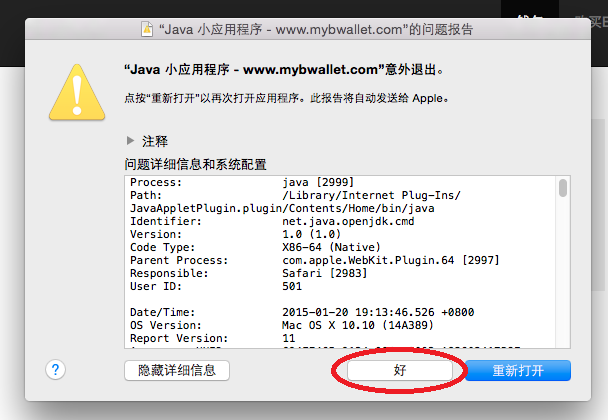 购买
“Java 小应用程序 - www.mybwallet.com”的问题报告
“Java 小应用程序 - www.mybwallet.com”意外退出。
点按“重新打开”以再次打开应用程序。此报告将自动发送给 Apple。
注释
问题详细信息和系统配置
Process: java [2999]
Path: /Library/Internet Plug-Ins/
JavaAppletPlugin.plugin/Contents/Home/bin/java
Identifier: net.java.openjdk.cmd
Version: 1.0 (1.0)
Code Type: X86-64 (Native)
Parent Process: com.apple.WebKit.Plugin.64 [2997]
Responsible: Safari [2983]
User ID: 501
Date/Time: 2015-01-20 19:13:46.526 +0800
OS Version: Mac OS X 10.10 (14A389)
Report Version: 11
?
隐藏详细信息
好
重新打开